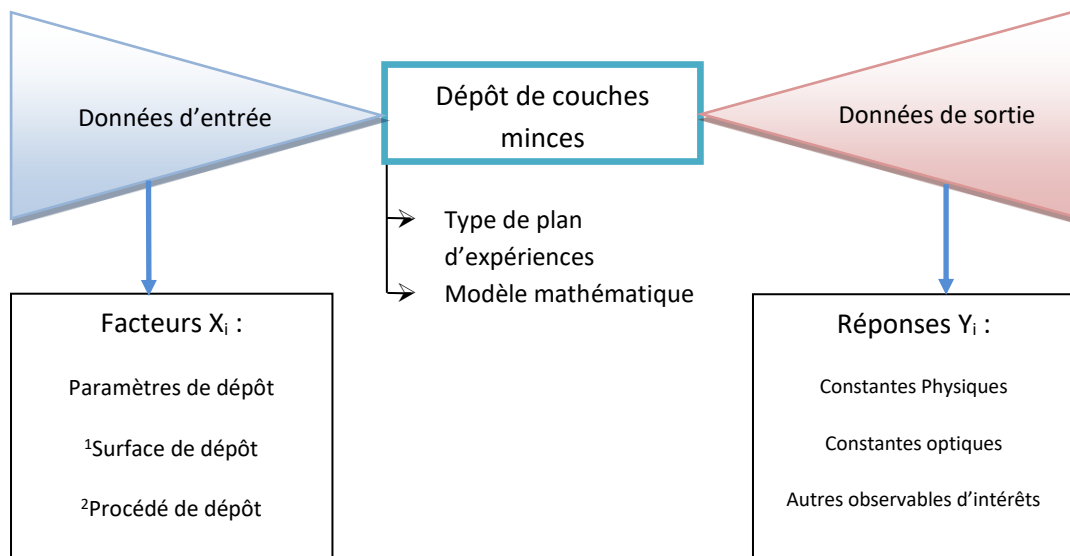 Données d'entrée
Dépôt de couches
minces
Données de sortie
Type de plan
d'expériences
Modèle mathématique
Facteurs Xi :
Paramètres de dépôt
¹Surface de dépôt
²Procédé de dépôt
Réponses Yi :
Constantes Physiques
Constantes optiques
Autres observables d'intérêts